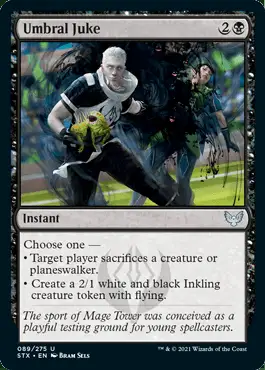 Umbral Juke 2
Instant
Choose one —
• Target player sacrifices a creature or
planeswalker.
• Create a 2/1 white and black Inkling
creature token with flying.
The sport of Mage Tower was conceived as a
playful testing ground for young spellcasters.
089/275 U
STX • EN BRAM SELS
™ & © 2021 Wizards of the Coast